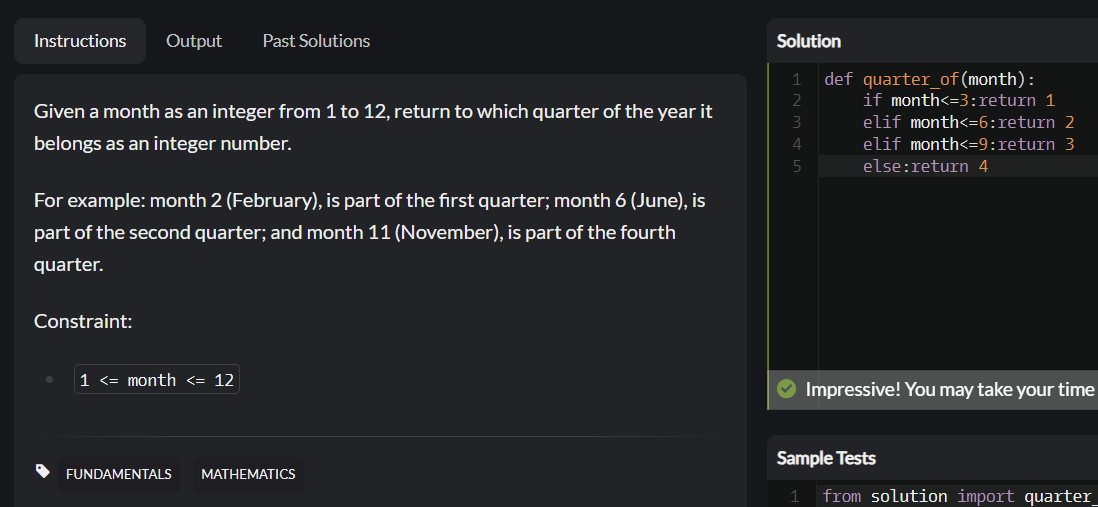 Instructions
Output
Past Solutions
Given a month as an integer from 1 to 12, return to which quarter of the year it
belongs as an integer number.
For example: month 2 (February), is part of the first quarter; month 6 (June), is
part of the second quarter; and month 11 (November), is part of the fourth
quarter.
Constraint:
1 <= month <= 12
FUNDAMENTALS
MATHEMATICS
Solution
1 def quarter_of(month):
2     if month<=3:return 1
3     elif month<=6:return 2
4     elif month<=9:return 3
5     else:return 4
Impressive! You may take your time
Sample Tests
1 from solution import quarter_